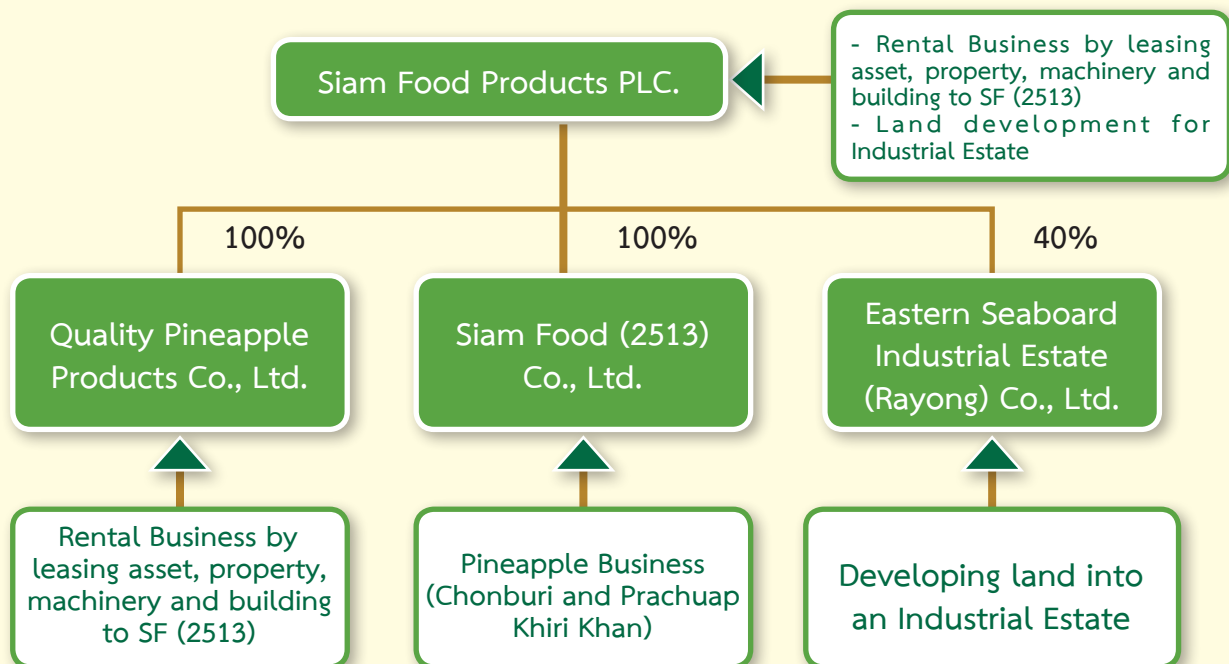 Siam Food Products PLC.
- Rental Business by leasing
asset, property, machinery and
building to SF (2513)
- Land development for
Industrial Estate
100%
100%
40%
Quality Pineapple
Products Co., Ltd.
Siam Food (2513)
Co., Ltd.
Eastern Seaboard
Industrial Estate
(Rayong) Co., Ltd.
Rental Business by
leasing asset, property,
machinery and building
to SF (2513)
Pineapple Business
(Chonburi and Prachuap
Khiri Khan)
Developing land into
an Industrial Estate